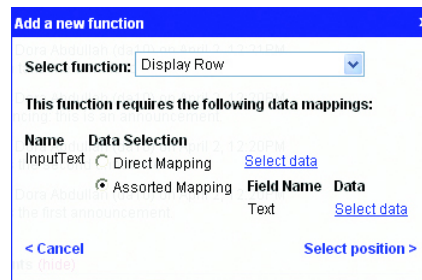 Add a new function
Select function: Display Row
This function requires the following data mappings:
Name Data Selection
InputText Direct Mapping Select data
Assorted Mapping Field Name Data
Text Select data
< Cancel Select position >
(hide)